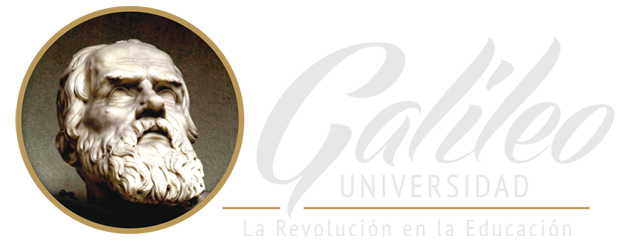 Galileo
UNIVERSIDAD
La Revolución en la Educación